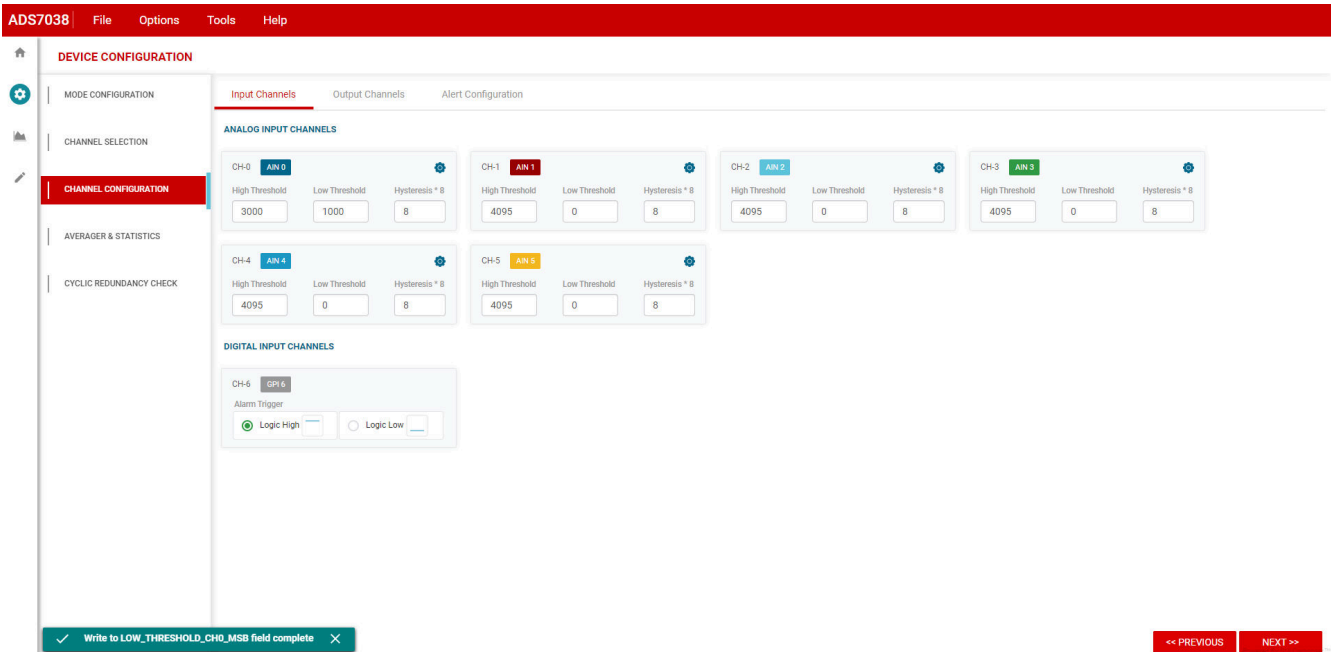 ADS7038 File Options Tools Help
DEVICE CONFIGURATION
MODE CONFIGURATION
CHANNEL SELECTION
CHANNEL CONFIGURATION
AVERAGER & STATISTICS
CYCLIC REDUNDANCY CHECK
Input Channels Output Channels Alert Configuration
ANALOG INPUT CHANNELS
CH-0 AIN 0
High Threshold Low Threshold Hysteresis * 8
3000 1000 8
CH-1 AIN 1
High Threshold Low Threshold Hysteresis * 8
4095 0 8
CH-2 AIN 2
High Threshold Low Threshold Hysteresis * 8
4095 0 8
CH-3 AIN 3
High Threshold Low Threshold Hysteresis * 8
4095 0 8
CH-4 AIN 4
High Threshold Low Threshold Hysteresis * 8
4095 0 8
CH-5 AIN 5
High Threshold Low Threshold Hysteresis * 8
4095 0 8
DIGITAL INPUT CHANNELS
CH-6 GPI 6
Alarm Trigger
Logic High Logic Low
Write to LOW_THRESHOLD_CH0_MSB field complete
<< PREVIOUS NEXT >>